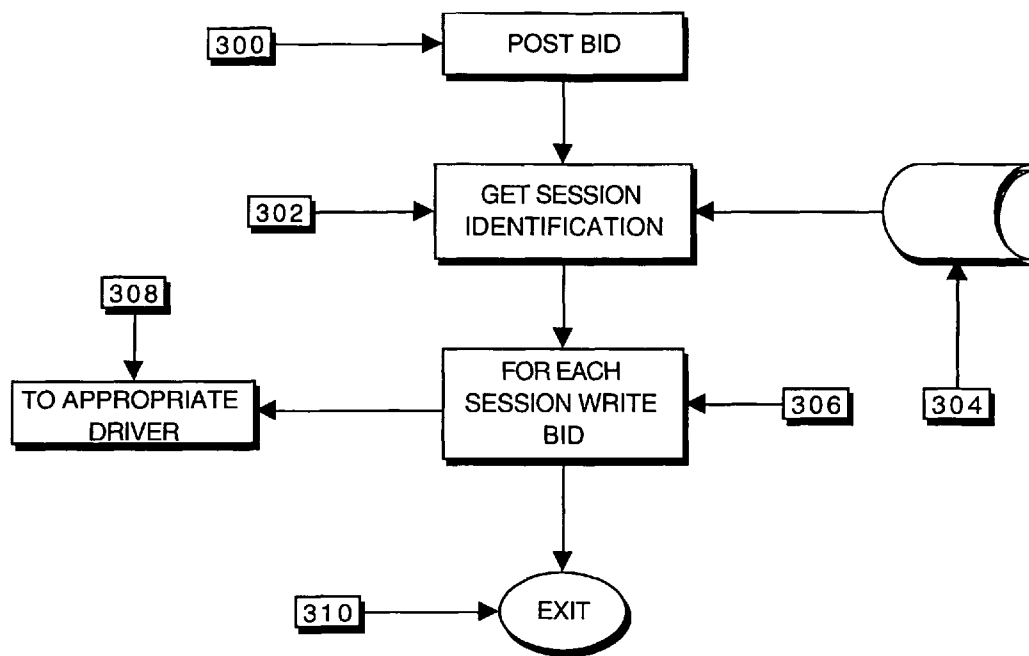 300
POST BID
302
GET SESSION
IDENTIFICATION
308
TO APPROPRIATE
DRIVER
FOR EACH
SESSION WRITE
BID
306
304
310
EXIT